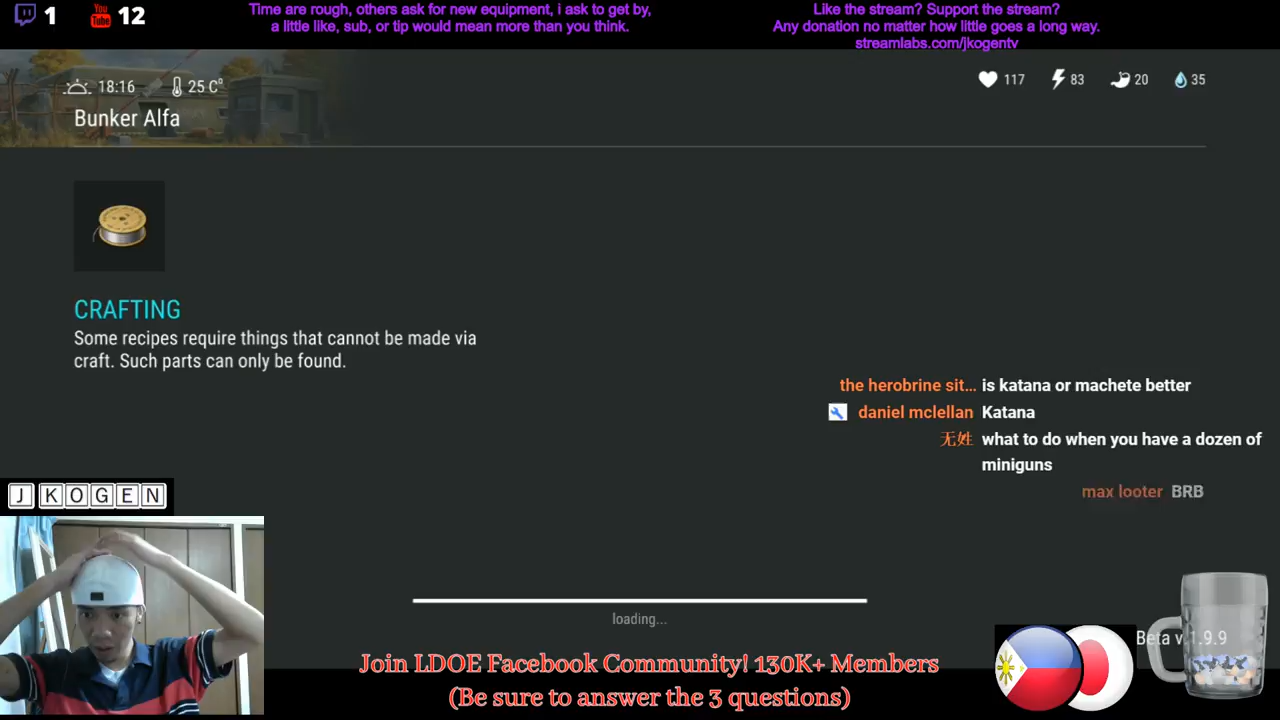 1
12
Time are rough, others ask for new equipment, i ask to get by,
a little like, sub, or tip would mean more than you think.
Like the stream? Support the stream?
Any donation no matter how little goes a long way.
streamlabs.com/jkogentv
18:16
25 C°
117
83
20
35
Bunker Alfa
CRAFTING
Some recipes require things that cannot be made via
craft. Such parts can only be found.
the herobrine sit... is katana or machete better
daniel mclellan Katana
无姓 what to do when you have a dozen of
miniguns
max looter BRB
J KOGEN
loading...
Beta v.1.9.9
Join LDOE Facebook Community! 130K+ Members
(Be sure to answer the 3 questions)